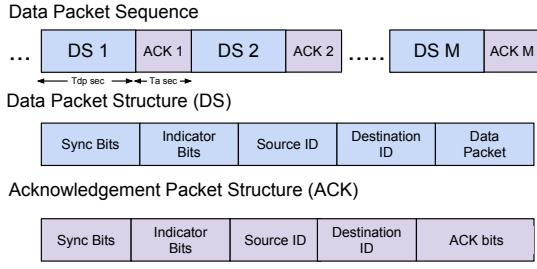 Data Packet Sequence
... DS 1 ACK 1 DS 2 ACK 2 ..... DS M ACK M
Tdp sec Ta sec
Data Packet Structure (DS)
Sync Bits Indicator Bits Source ID Destination ID Data Packet
Acknowledgement Packet Structure (ACK)
Sync Bits Indicator Bits Source ID Destination ID ACK bits